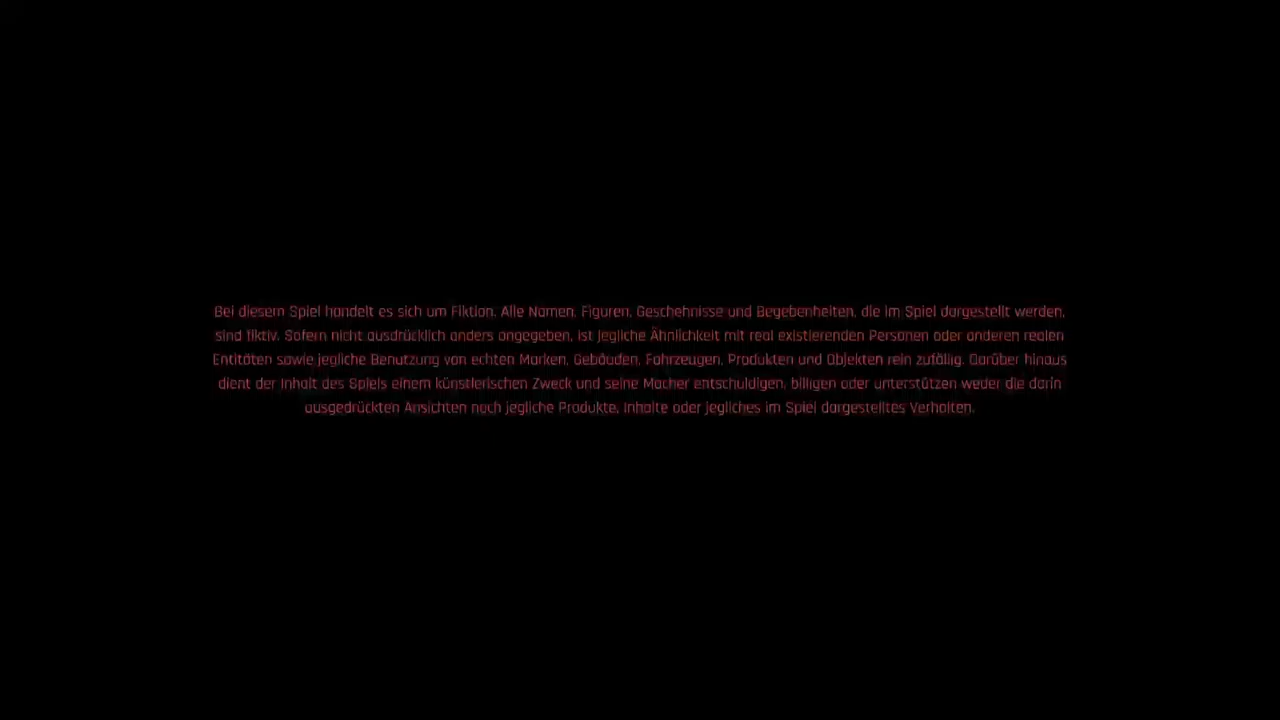 Bei diesem Spiel handelt es sich um Fiktion. Alle Namen, Figuren, Geschehnisse und Begebenheiten, die im Spiel dargestellt werden,
sind fiktiv. Sofern nicht ausdrücklich anders angegeben, ist jegliche Ähnlichkeit mit real existierenden Personen oder anderen realen
Entitäten sowie jegliche Benutzung von echten Marken, Gebäuden, Fahrzeugen, Produkten und Objekten rein zufällig. Darüber hinaus
dient der Inhalt des Spiels einem künstlerischen Zweck und seine Macher entschuldigen, billigen oder unterstützen weder die darin
ausgedrückten Ansichten noch jegliche Produkte, Inhalte oder jegliches im Spiel dargestelltes Verhalten.